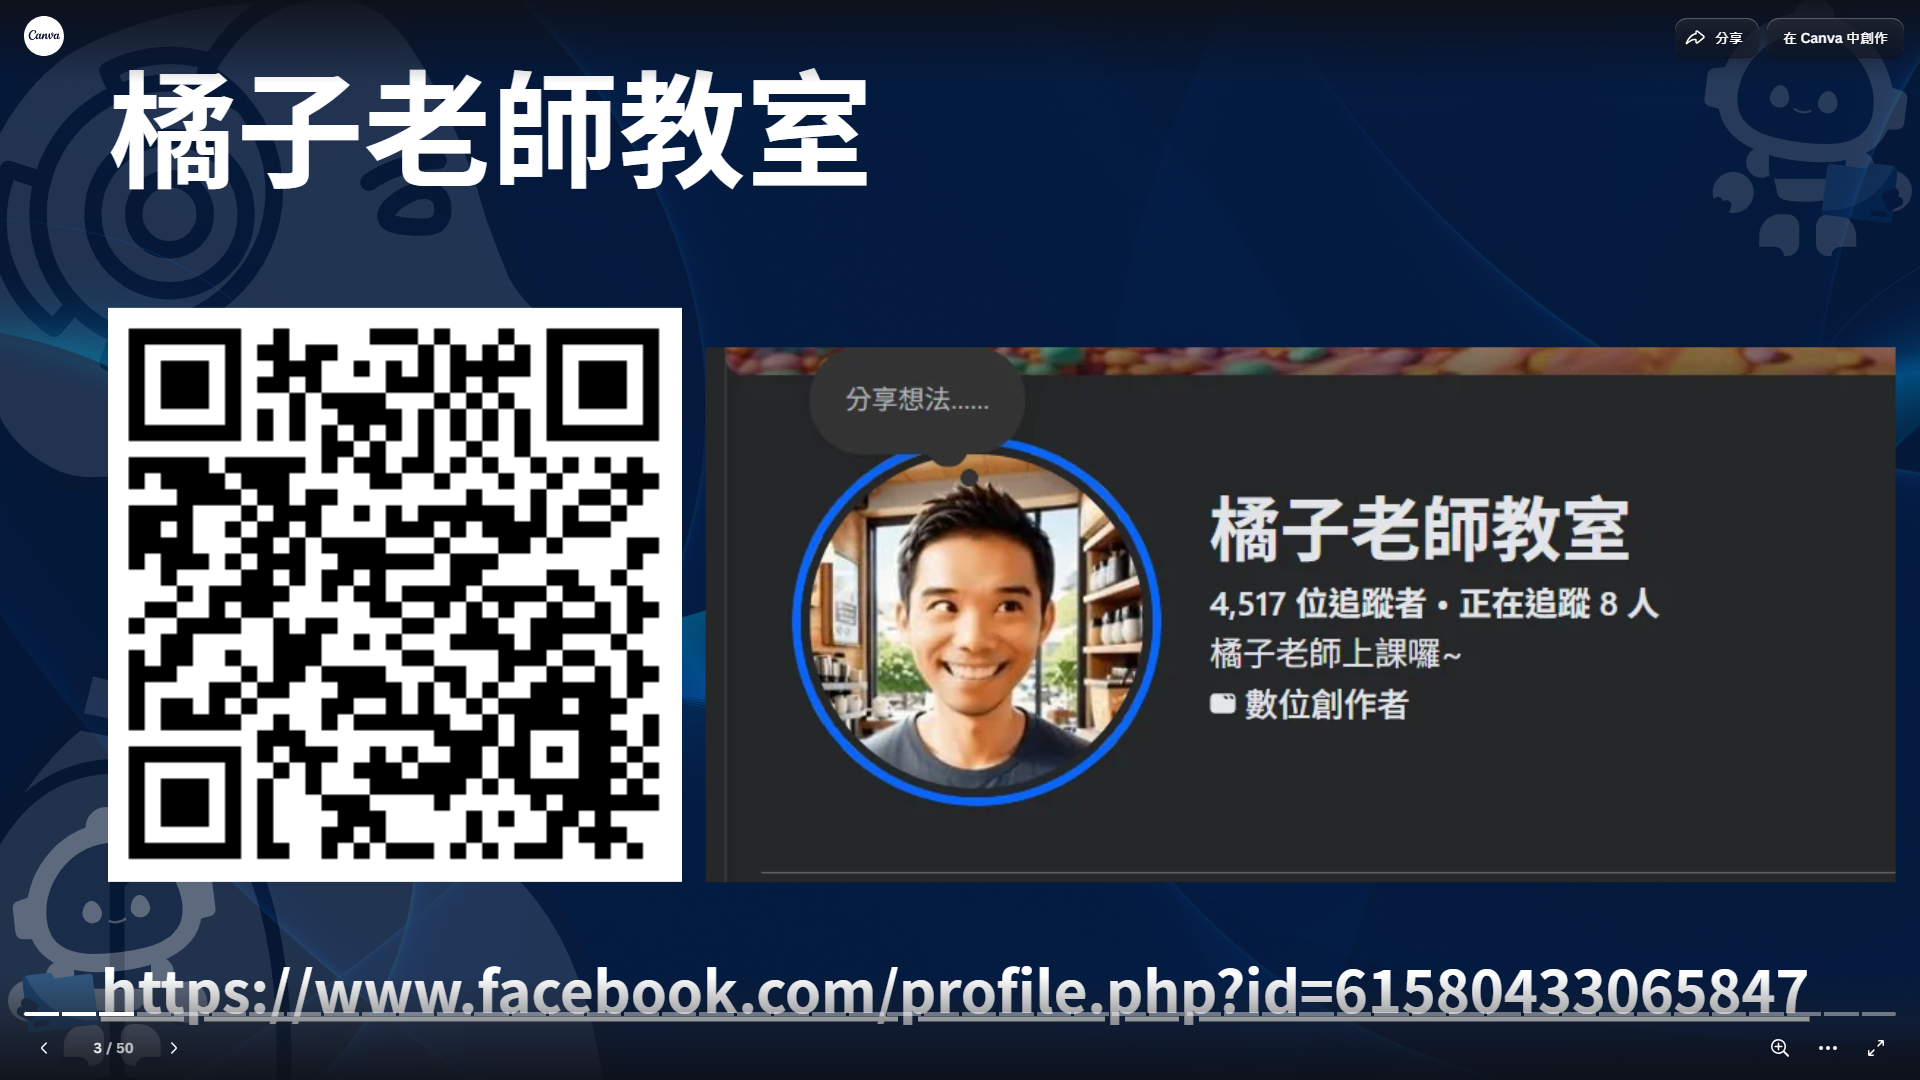 Canva
分享
在 Canva 中創作
橘子老師教室
分享想法......
橘子老師教室
4,517 位追蹤者 • 正在追蹤 8 人
橘子老師上課囉~
數位創作者
https://www.facebook.com/profile.php?id=61580433065847
3 / 50